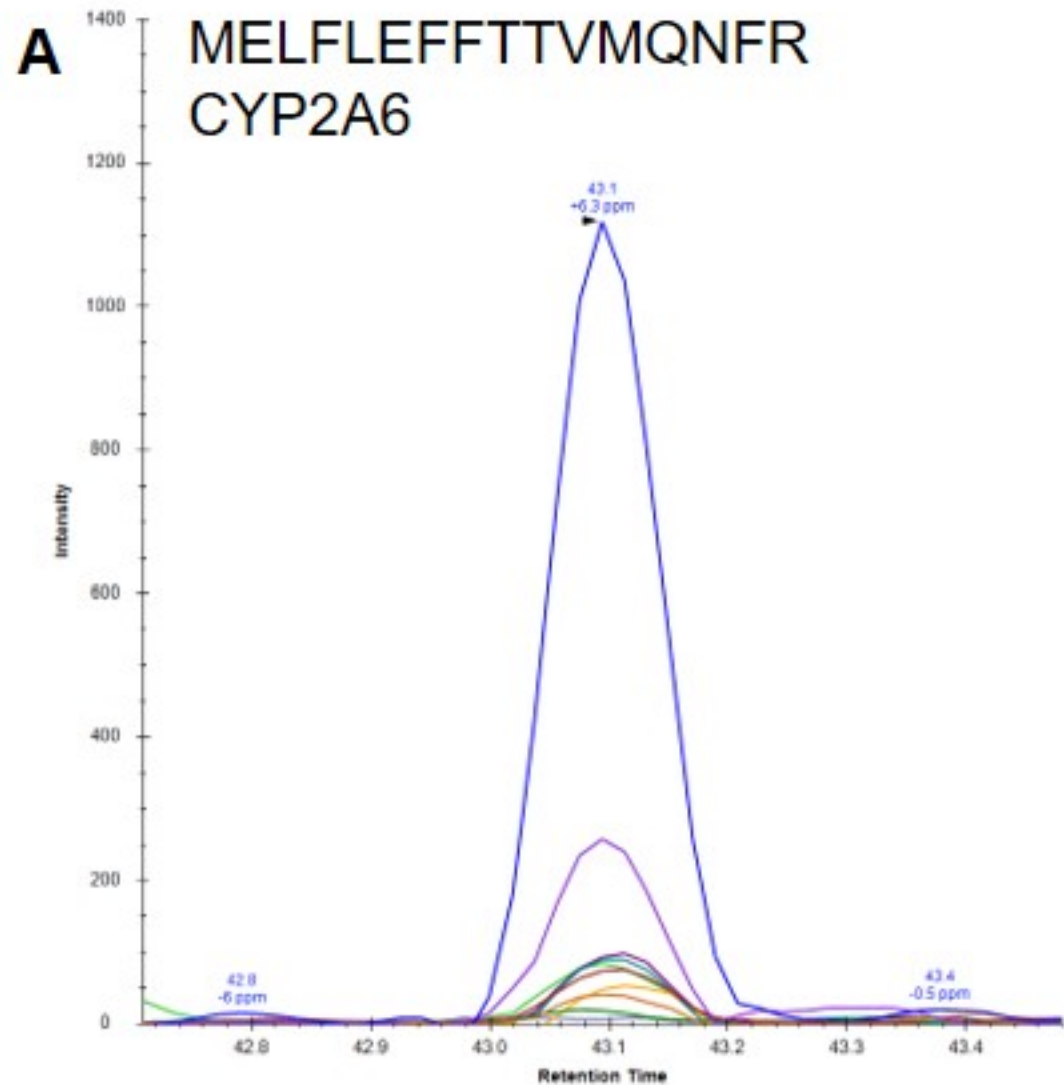 A
MELFLEFFTTVMQNFR
CYP2A6
1400
1200
1000
800
600
400
200
0
Intensity
43.1
+6.3 ppm
42.8
-6 ppm
43.4
-0.5 ppm
42.8
42.9
43.0
43.1
43.2
43.3
43.4
Retention Time